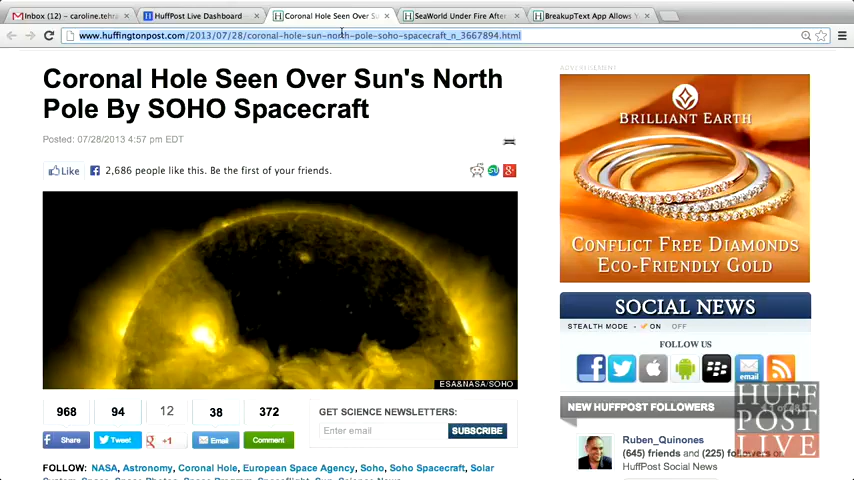 Inbox (12) - caroline.tehra
HuffPost Live Dashboard
Coronal Hole Seen Over Su
SeaWorld Under Fire After
BreakupText App Allows Y
www.huffingtonpost.com/2013/07/28/coronal-hole-sun-north-pole-soho-spacecraft_n_3667894.html
Coronal Hole Seen Over Sun's North
Pole By SOHO Spacecraft
Posted: 07/28/2013 4:57 pm EDT
Like
2,686 people like this. Be the first of your friends.
ESA&NASA/SOHO
968 94 12 38 372
Share Tweet +1 Email Comment
GET SCIENCE NEWSLETTERS:
Enter email
SUBSCRIBE
FOLLOW: NASA, Astronomy, Coronal Hole, European Space Agency, Soho, Soho Spacecraft, Solar
ADVERTISEMENT
BRILLIANT EARTH
CONFLICT FREE DIAMONDS
ECO-FRIENDLY GOLD
SOCIAL NEWS
STEALTH MODE - ON OFF
FOLLOW US
email
NEW HUFFPOST FOLLOWERS
Ruben_Quinones
(645) friends and (225) followers on
HuffPost Social News
HUFF
POST
LIVE